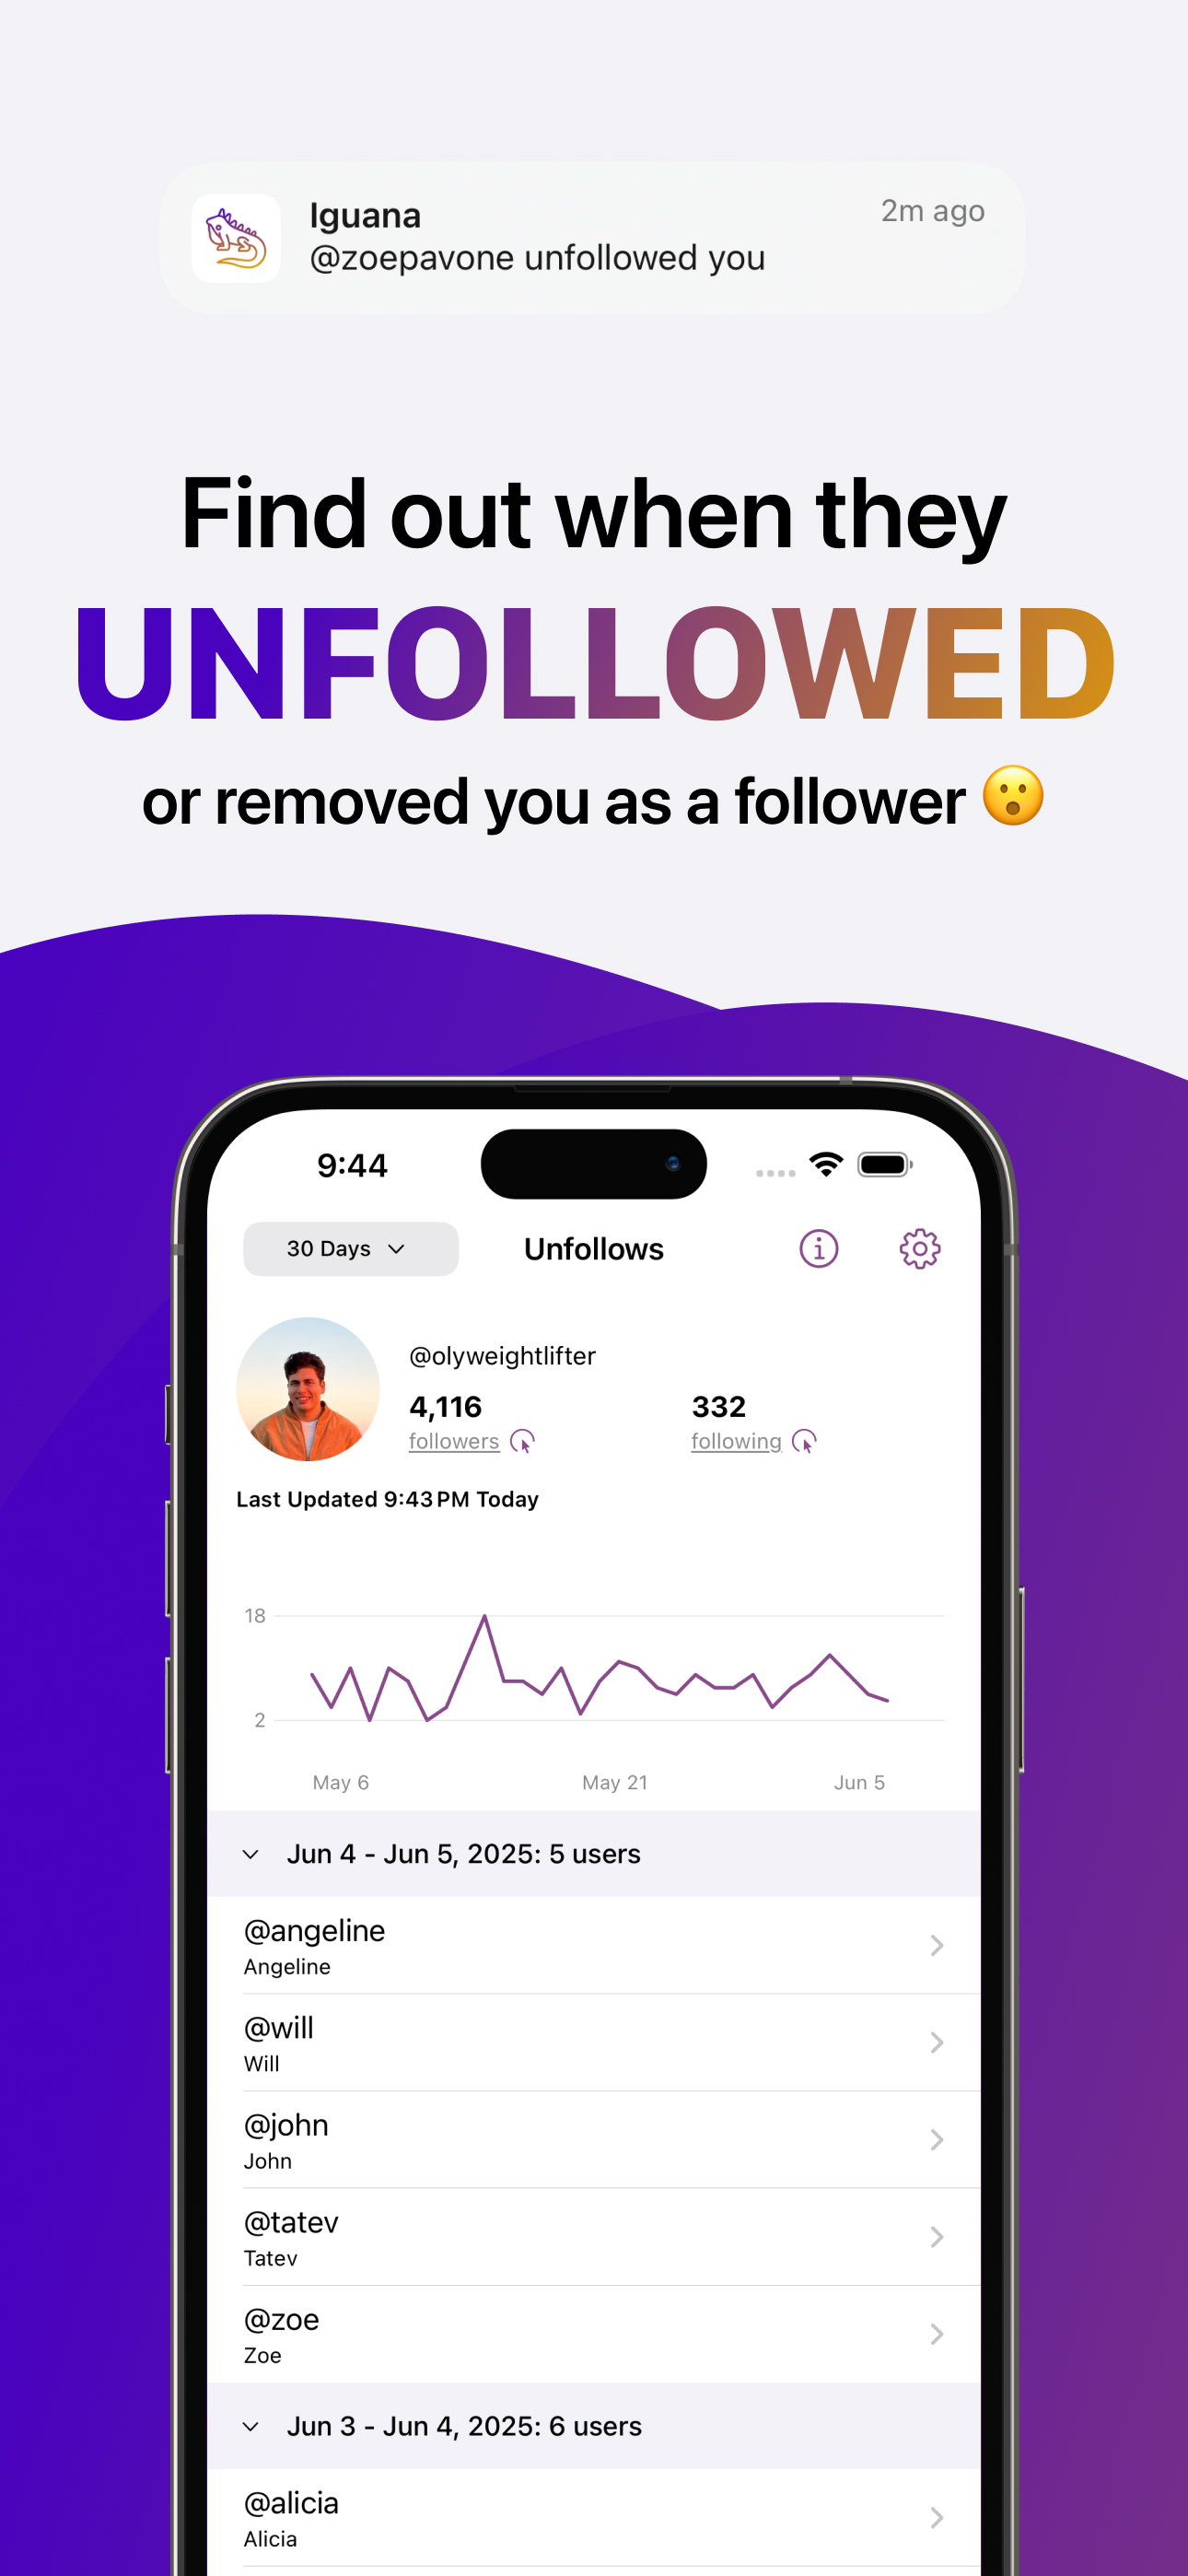 Iguana
2m ago
@zoepavone unfollowed you
Find out when they
UNFOLLOWED
or removed you as a follower 😮
9:44
30 Days
Unfollows
@olyweightlifter
4,116
332
followers
following
Last Updated 9:43 PM Today
18
2
May 6
May 21
Jun 5
Jun 4 - Jun 5, 2025: 5 users
@angeline
Angeline
@will
Will
@john
John
@tatev
Tatev
@zoe
Zoe
Jun 3 - Jun 4, 2025: 6 users
@alicia
Alicia